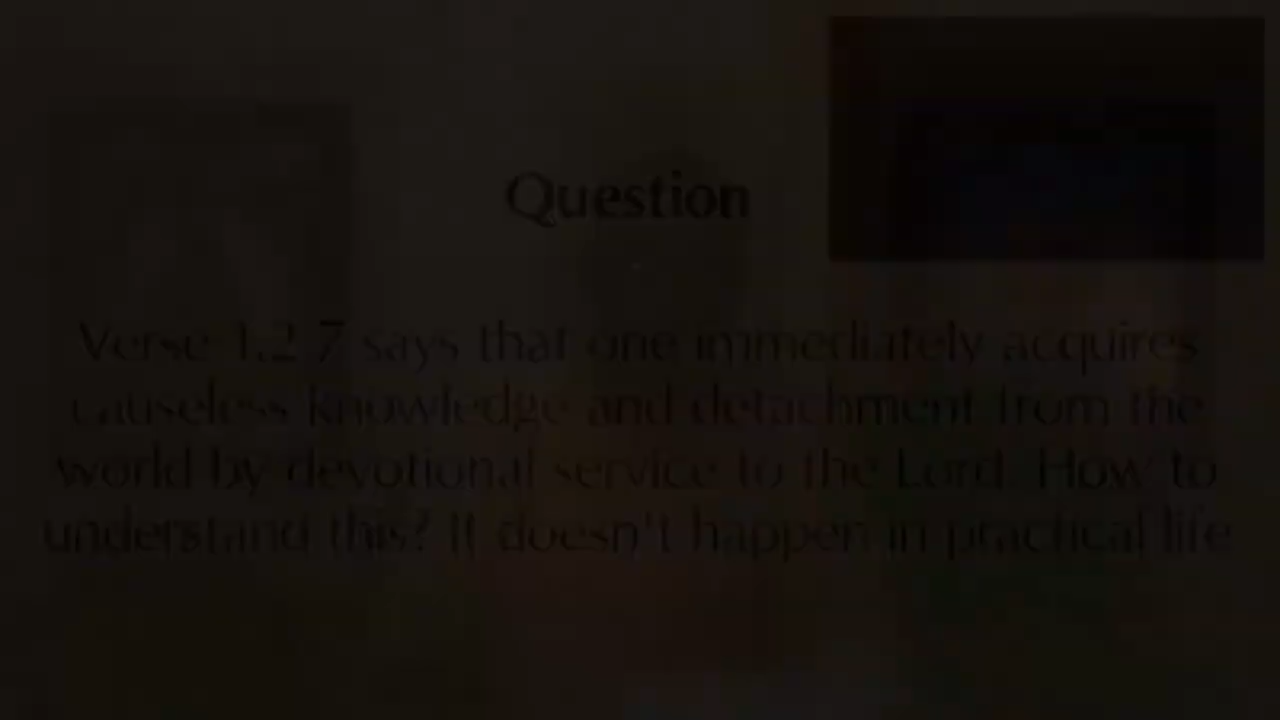 Question
Verse 1.2.7 says that one immediately acquires
causeless knowledge and detachment from the
world by devotional service to the Lord. How to
understand this? It doesn't happen in practical life